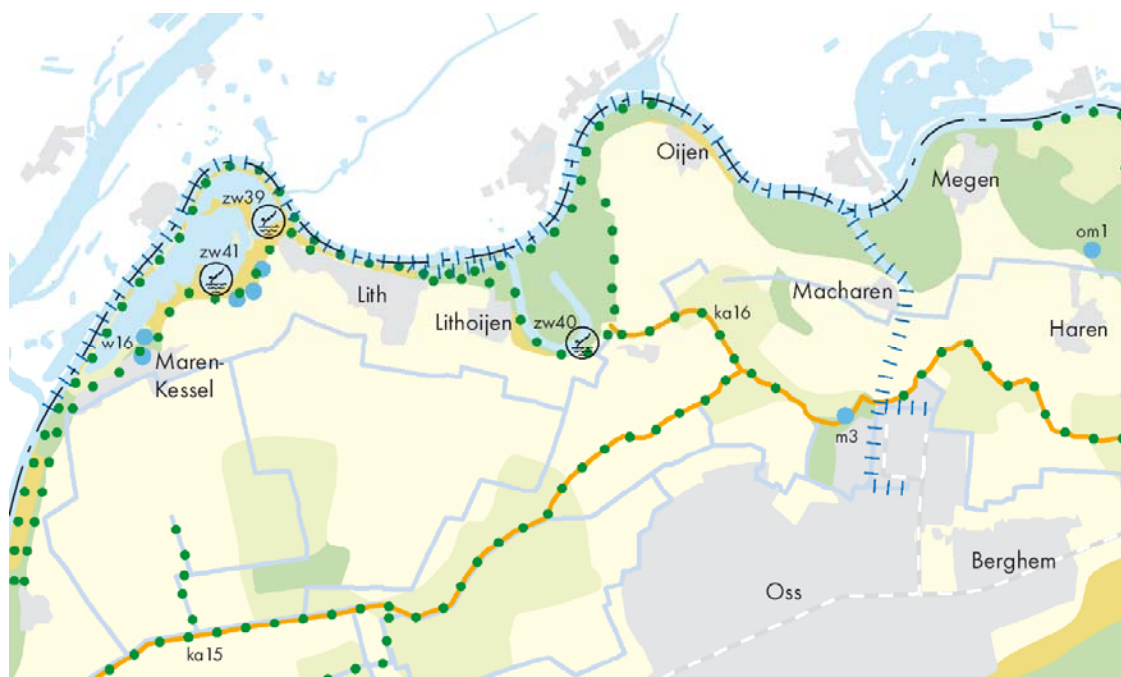 Oijen
Megen
zw39
om1
zw41
Macharen
Lith
ka16
Haren
Lithoijen
zw40
w16
Maren-
Kessel
m3
Berghem
Oss
ka15